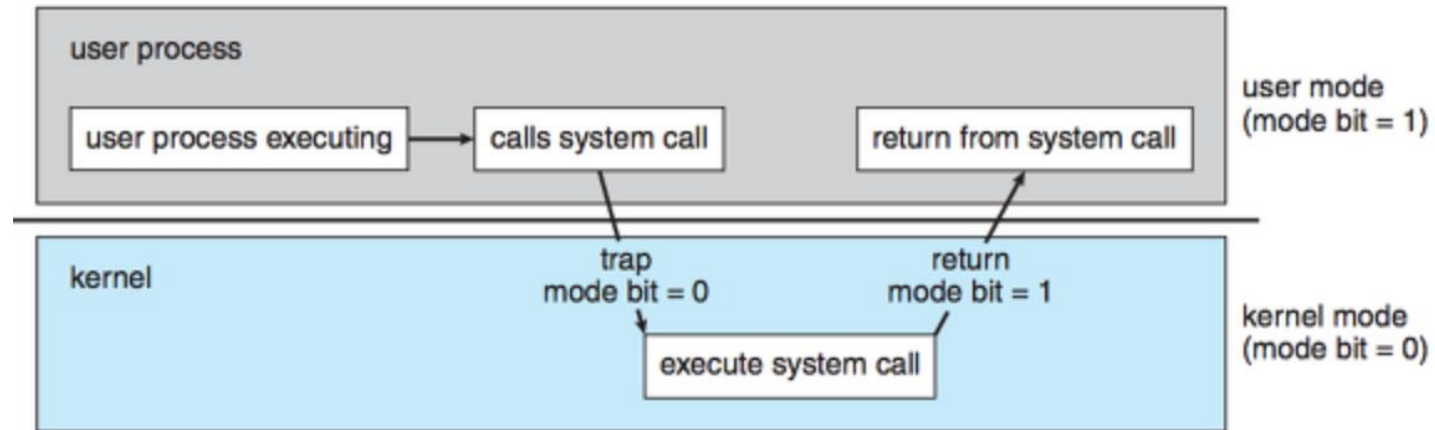 user process
user process executing
calls system call
return from system call
user mode
(mode bit = 1)
kernel
trap
mode bit = 0
return
mode bit = 1
execute system call
kernel mode
(mode bit = 0)